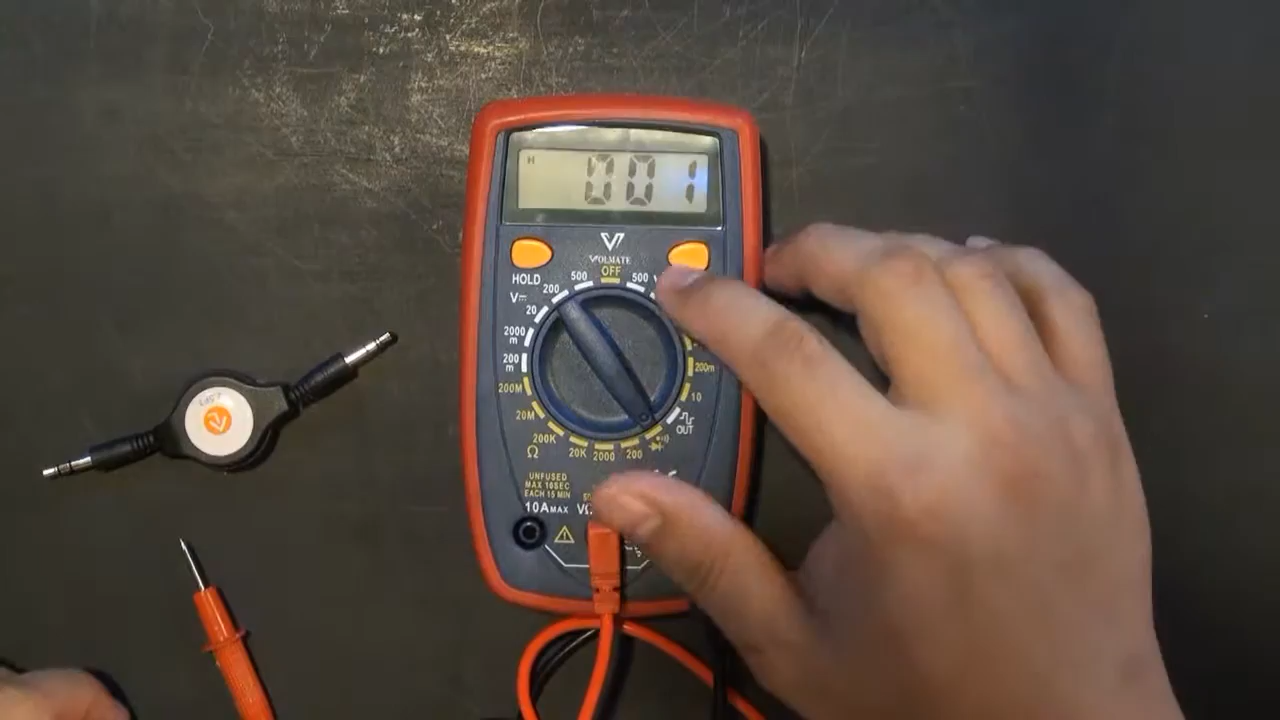 H
001
VOLMATE
HOLD
OFF
500
500
200
V
20
2000
m
200
m
200M
20M
200K
Ω
20K
2000
200
200m
10
OUT
UNFUSED
MAX 10SEC
EACH 15 MIN
10AMAX
VΩ